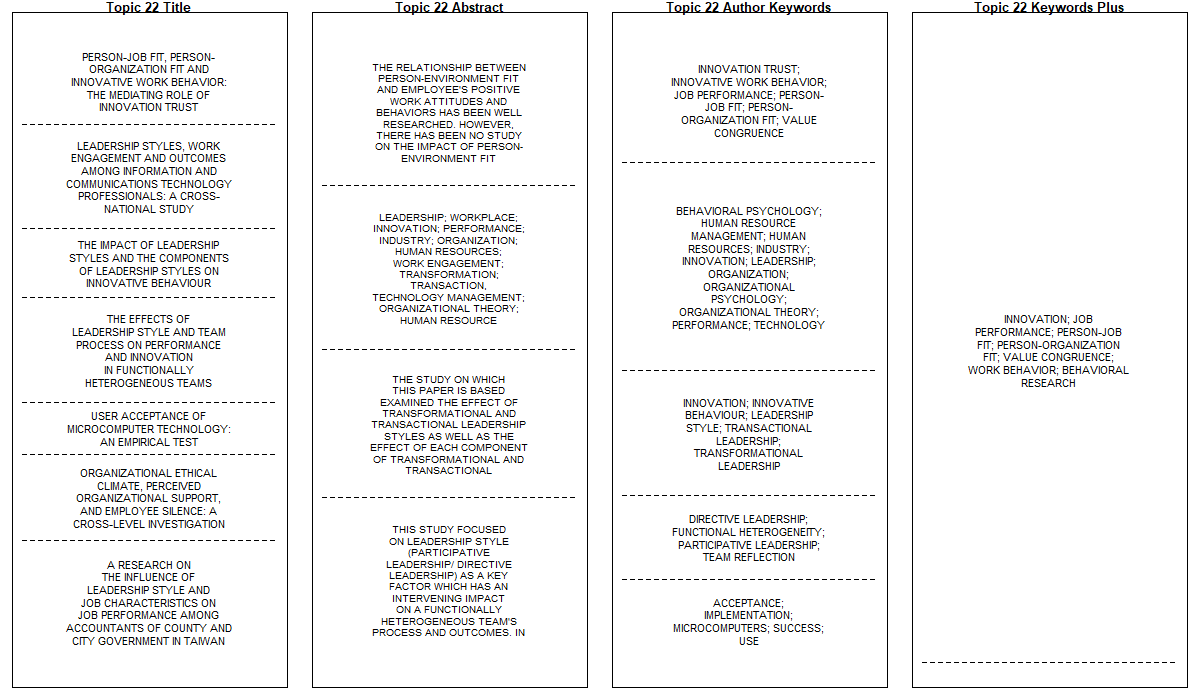 Topic 22 Title
PERSON-JOB FIT, PERSON-
ORGANIZATION FIT AND
INNOVATIVE WORK BEHAVIOR:
THE MEDIATING ROLE OF
INNOVATION TRUST
LEADERSHIP STYLES, WORK
ENGAGEMENT AND OUTCOMES
AMONG INFORMATION AND
COMMUNICATIONS TECHNOLOGY
PROFESSIONALS: A CROSS-
NATIONAL STUDY
THE IMPACT OF LEADERSHIP
STYLES AND THE COMPONENTS
OF LEADERSHIP STYLES ON
INNOVATIVE BEHAVIOUR
THE EFFECTS OF
LEADERSHIP STYLE AND TEAM
PROCESS ON PERFORMANCE
AND INNOVATION
IN FUNCTIONALLY
HETEROGENEOUS TEAMS
USER ACCEPTANCE OF
MICROCOMPUTER TECHNOLOGY:
AN EMPIRICAL TEST
ORGANIZATIONAL ETHICAL
CLIMATE, PERCEIVED
ORGANIZATIONAL SUPPORT,
AND EMPLOYEE SILENCE: A
CROSS-LEVEL INVESTIGATION
A RESEARCH ON
THE INFLUENCE OF
LEADERSHIP STYLE AND
JOB CHARACTERISTICS ON
JOB PERFORMANCE AMONG
ACCOUNTANTS OF COUNTY AND
CITY GOVERNMENT IN TAIWAN
Topic 22 Abstract
THE RELATIONSHIP BETWEEN
PERSON-ENVIRONMENT FIT
AND EMPLOYEE'S POSITIVE
WORK ATTITUDES AND
BEHAVIORS HAS BEEN WELL
RESEARCHED. HOWEVER,
THERE HAS BEEN NO STUDY
ON THE IMPACT OF PERSON-
ENVIRONMENT FIT
LEADERSHIP; WORKPLACE;
INNOVATION; PERFORMANCE;
INDUSTRY; ORGANIZATION;
HUMAN RESOURCES;
WORK ENGAGEMENT;
TRANSFORMATION;
TRANSACTION,
TECHNOLOGY MANAGEMENT;
ORGANIZATIONAL THEORY;
HUMAN RESOURCE
THE STUDY ON WHICH
THIS PAPER IS BASED
EXAMINED THE EFFECT OF
TRANSFORMATIONAL AND
TRANSACTIONAL LEADERSHIP
STYLES AS WELL AS THE
EFFECT OF EACH COMPONENT
OF TRANSFORMATIONAL AND
TRANSACTIONAL
THIS STUDY FOCUSED
ON LEADERSHIP STYLE
(PARTICIPATIVE
LEADERSHIP/ DIRECTIVE
LEADERSHIP) AS A KEY
FACTOR WHICH HAS AN
INTERVENING IMPACT
ON A FUNCTIONALLY
HETEROGENEOUS TEAM'S
PROCESS AND OUTCOMES. IN
Topic 22 Author Keywords
INNOVATION TRUST;
INNOVATIVE WORK BEHAVIOR;
JOB PERFORMANCE; PERSON-
JOB FIT; PERSON-
ORGANIZATION FIT; VALUE
CONGRUENCE
BEHAVIORAL PSYCHOLOGY;
HUMAN RESOURCE
MANAGEMENT; HUMAN
RESOURCES; INDUSTRY;
INNOVATION; LEADERSHIP;
ORGANIZATION;
ORGANIZATIONAL
PSYCHOLOGY;
ORGANIZATIONAL THEORY;
PERFORMANCE; TECHNOLOGY
INNOVATION; INNOVATIVE
BEHAVIOUR; LEADERSHIP
STYLE; TRANSACTIONAL
LEADERSHIP;
TRANSFORMATIONAL
LEADERSHIP
DIRECTIVE LEADERSHIP;
FUNCTIONAL HETEROGENEITY;
PARTICIPATIVE LEADERSHIP;
TEAM REFLECTION
ACCEPTANCE;
IMPLEMENTATION;
MICROCOMPUTERS; SUCCESS;
USE
Topic 22 Keywords Plus
INNOVATION; JOB
PERFORMANCE; PERSON-JOB
FIT; PERSON-ORGANIZATION
FIT; VALUE CONGRUENCE;
WORK BEHAVIOR; BEHAVIORAL
RESEARCH